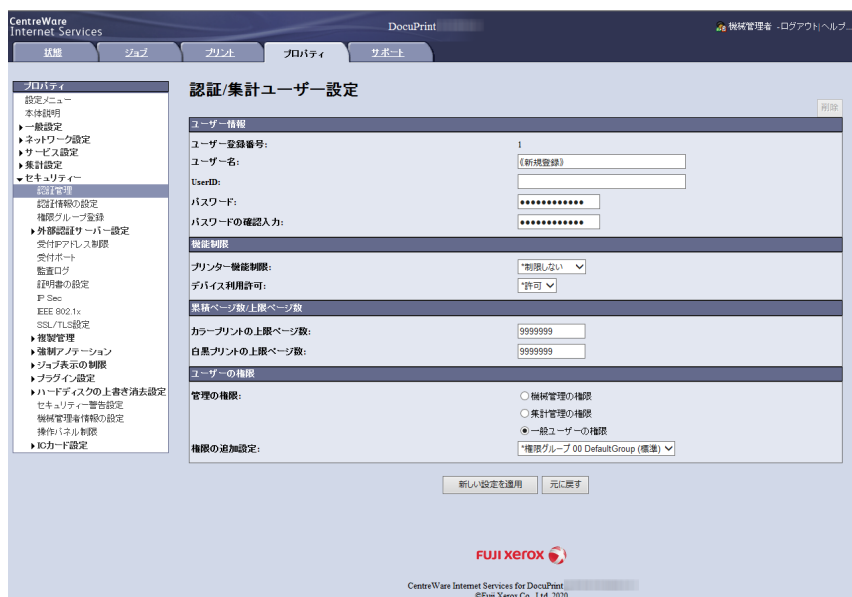 CentreWare
Internet Services
DocuPrint
機械管理者 -ログアウト|ヘルプ...
状態 ジョブ プリント プロパティ サポート
プロパティ
設定メニュー
本体説明
一般設定
ネットワーク設定
サービス設定
集計設定
セキュリティー
認証管理
認証情報の設定
権限グループ登録
外部認証サーバー設定
受付IPアドレス制限
受付ポート
監査ログ
証明書の設定
IP Sec
IEEE 802.1x
SSL/TLS設定
複製管理
強制アノテーション
ジョブ表示の制限
プラグイン設定
ハードディスクの上書き消去設定
セキュリティー警告設定
機械管理者情報の設定
操作パネル制限
ICカード設定
認証/集計ユーザー設定
削除
ユーザー情報
ユーザー登録番号: 1
ユーザー名: 《新規登録》
UserID:
パスワード: ●●●●●●●●●●●●
パスワードの確認入力: ●●●●●●●●●●●●
機能制限
プリンター機能制限: *制限しない
デバイス利用許可: *許可
累積ページ数/上限ページ数
カラープリントの上限ページ数: 9999999
白黒プリントの上限ページ数: 9999999
ユーザーの権限
管理の権限: 機械管理の権限
集計管理の権限
一般ユーザーの権限
権限の追加設定: *権限グループ 00 DefaultGroup (標準)
新しい設定を適用 元に戻す
FUJI XEROX
CentreWare Internet Services for DocuPrint
©Fuji Xerox Co., Ltd. 2020